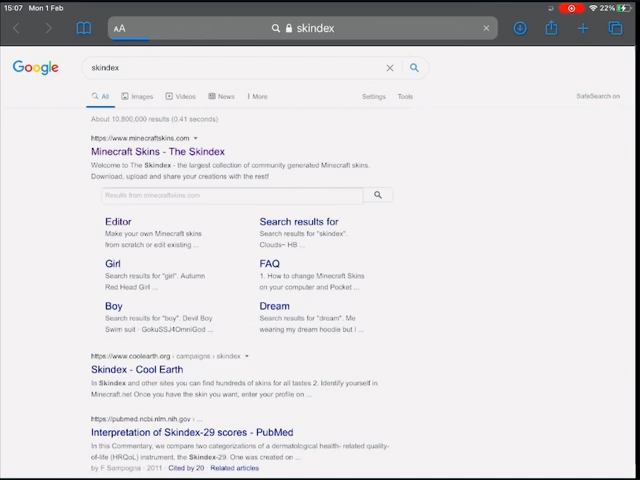 15:07 Mon 1 Feb 22%
AA skindex
Google
skindex
All Images Videos News More Settings Tools SafeSearch on
About 10,800,000 results (0.41 seconds)
https://www.minecraftskins.com
Minecraft Skins - The Skindex
Welcome to The Skindex - the largest collection of community generated Minecraft skins.
Download, upload and share your creations with the rest!
Results from minecraftskins.com
Editor
Make your own Minecraft skins
from scratch or edit existing ...
Search results for
Search results for "skindex".
Clouds~ HB ...
Girl
Search results for "girl". Autumn
Red Head Girl ...
FAQ
1. How to change Minecraft Skins
on your computer and Pocket ...
Boy
Search results for "boy". Devil Boy
Swim suit · GokuSSJ4OmniGod ...
Dream
Search results for "dream". Me
wearing my dream hoodie but I ...
https://www.coolearth.org › campaigns › skindex
Skindex - Cool Earth
In Skindex and other sites you can find hundreds of skins for all tastes 2. Identify yourself in
Minecraft.net Once you have the skin you want, enter your profile on ...
https://pubmed.ncbi.nlm.nih.gov › ...
Interpretation of Skindex-29 scores - PubMed
In this Commentary, we compare two categorizations of a dermatological health- related quality-
of-life (HRQoL) instrument, the Skindex-29. One was created on ...
by F Sampogna · 2011 · Cited by 20 · Related articles